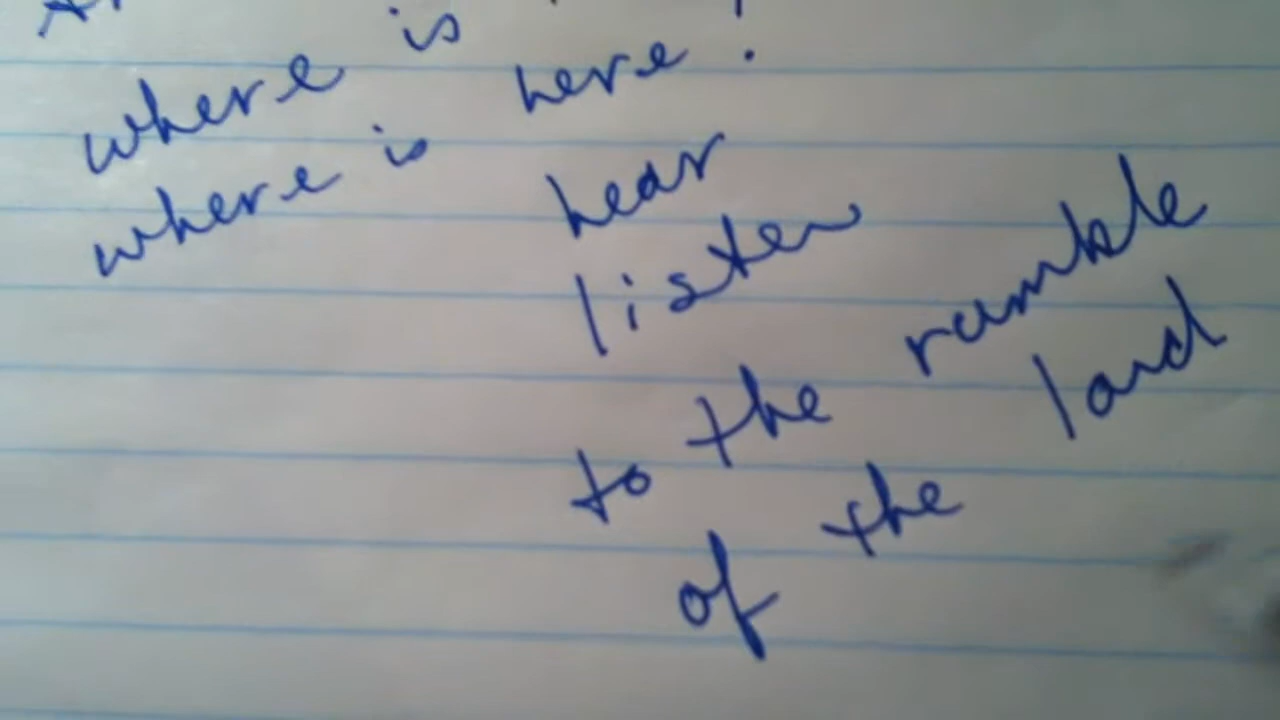 where is
where is here!
hear
listen
to the rumble
of the land